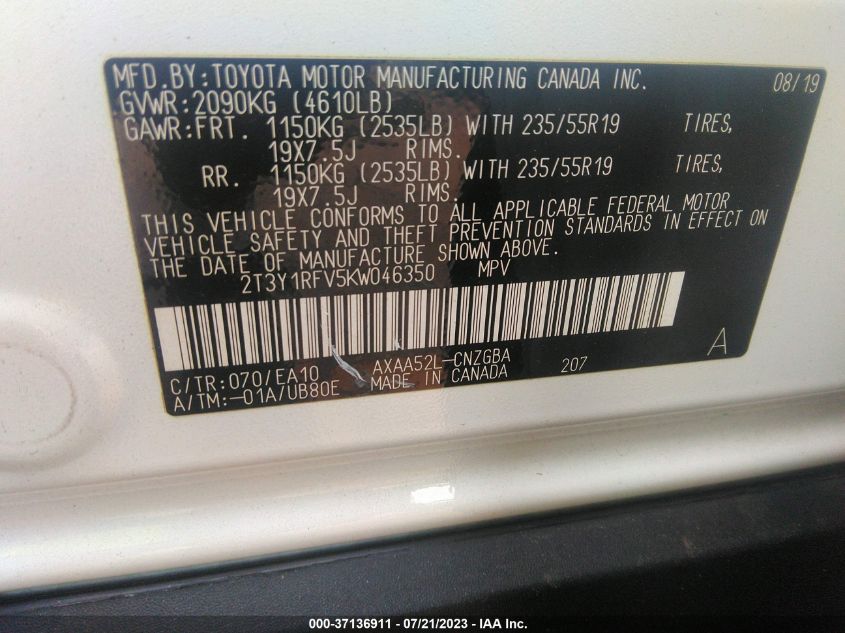 MFD.BY:TOYOTA MOTOR MANUFACTURING CANADA INC. 08/19
GVWR:2090KG (4610LB)
GAWR:FRT. 1150KG (2535LB) WITH 235/55R19 TIRES,
19X7.5J RIMS.
RR. 1150KG (2535LB) WITH 235/55R19 TIRES,
19X7.5J RIMS.
THIS VEHICLE CONFORMS TO ALL APPLICABLE FEDERAL MOTOR
VEHICLE SAFETY AND THEFT PREVENTION STANDARDS IN EFFECT ON
THE DATE OF MANUFACTURE SHOWN ABOVE.
2T3Y1RFV5KW046350 MPV
A
C/TR:070/EA10 AXAA52L-CNZGBA 207
A/TM:-01A/UB80E MADE IN CANADA
000-37136911 - 07/21/2023 - IAA Inc.